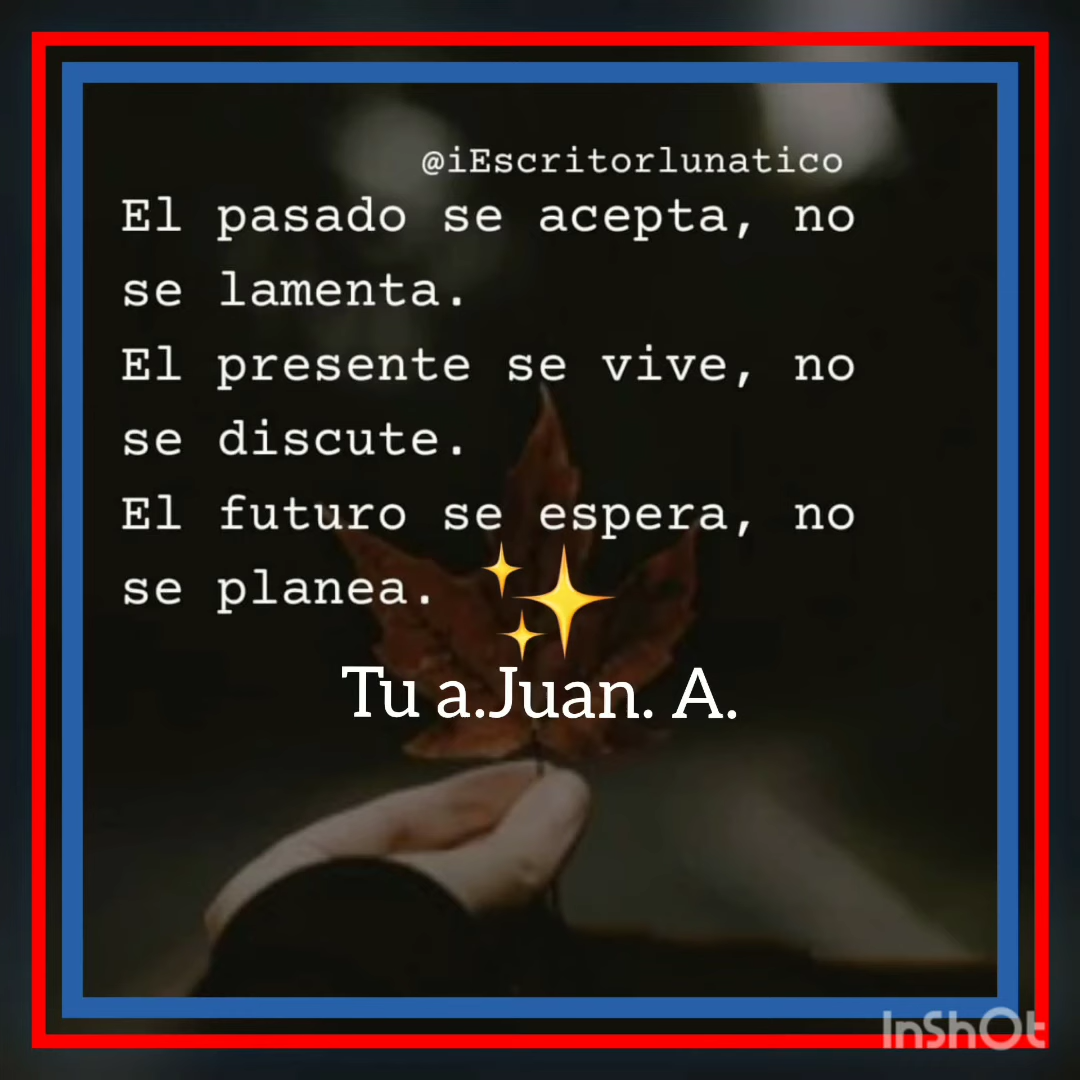 @iEscritorlunatico
El pasado se acepta, no
se lamenta.
El presente se vive, no
se discute.
El futuro se espera, no
se planea.
Tu a.Juan. A.
InShOt